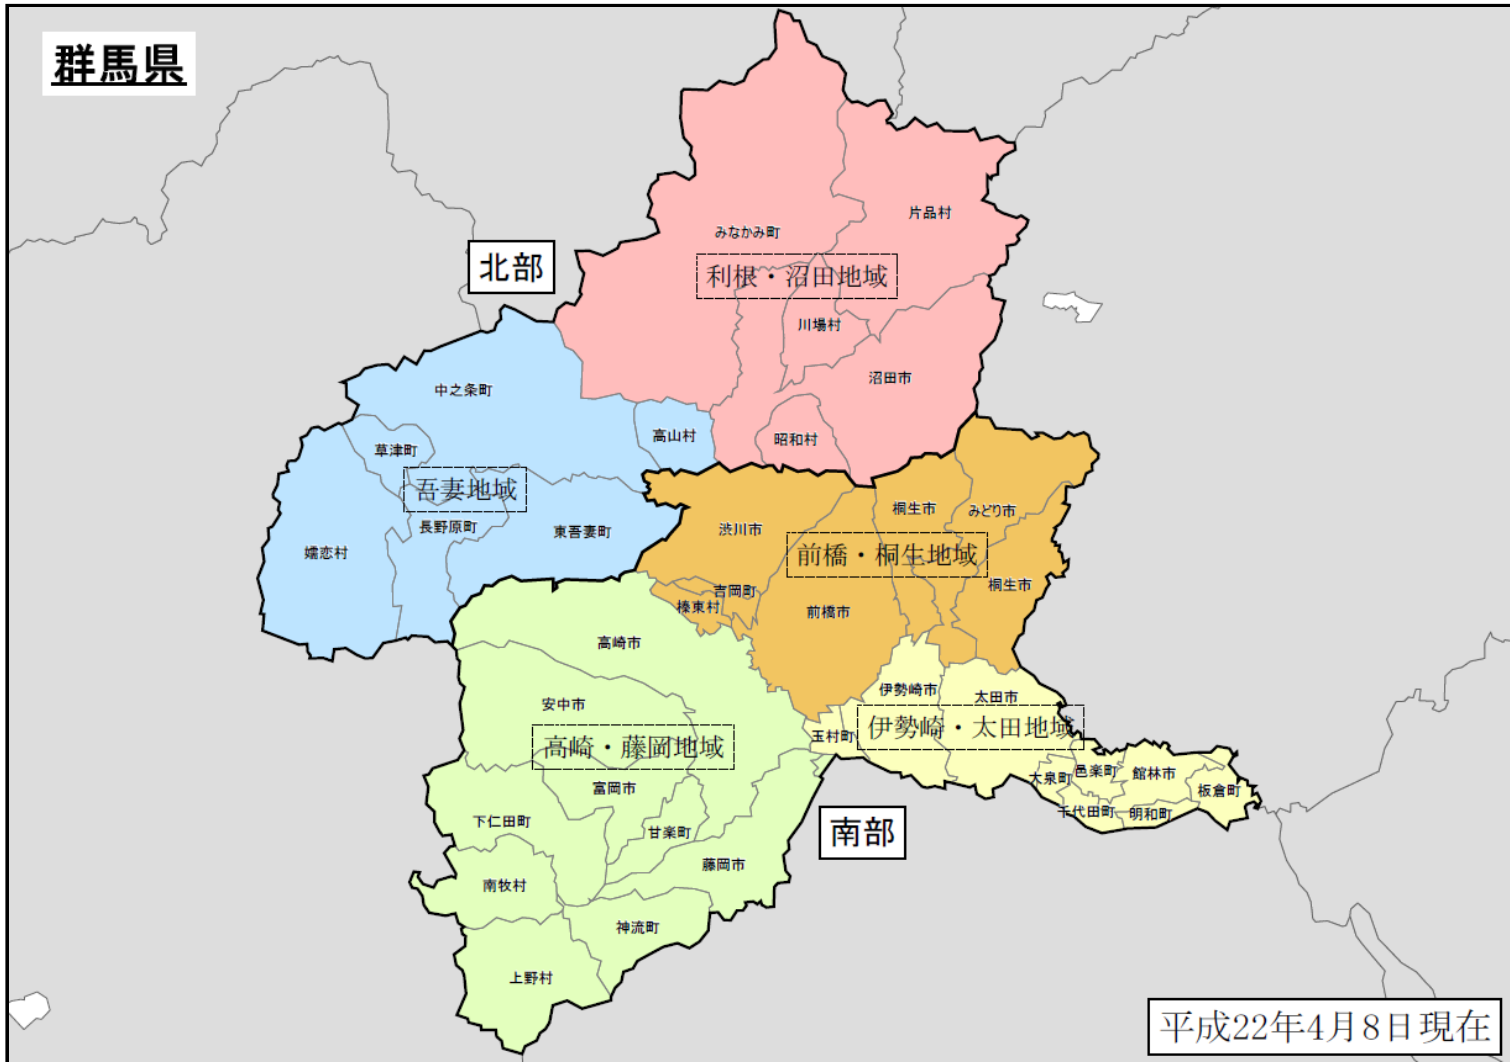 群馬県
みなかみ町
片品村
北部
利根・沼田地域
川場村
沼田市
中之条町
高山村
昭和村
草津町
吾妻地域
長野原町
東吾妻町
嬬恋村
渋川市
桐生市
みどり市
前橋・桐生地域
桐生市
吉岡町
榛東村
前橋市
高崎市
安中市
伊勢崎市
太田市
玉村町
伊勢崎・太田地域
高崎・藤岡地域
大泉町
邑楽町
館林市
板倉町
千代田町
明和町
富岡市
下仁田町
甘楽町
南部
藤岡市
南牧村
神流町
上野村
平成22年4月8日現在